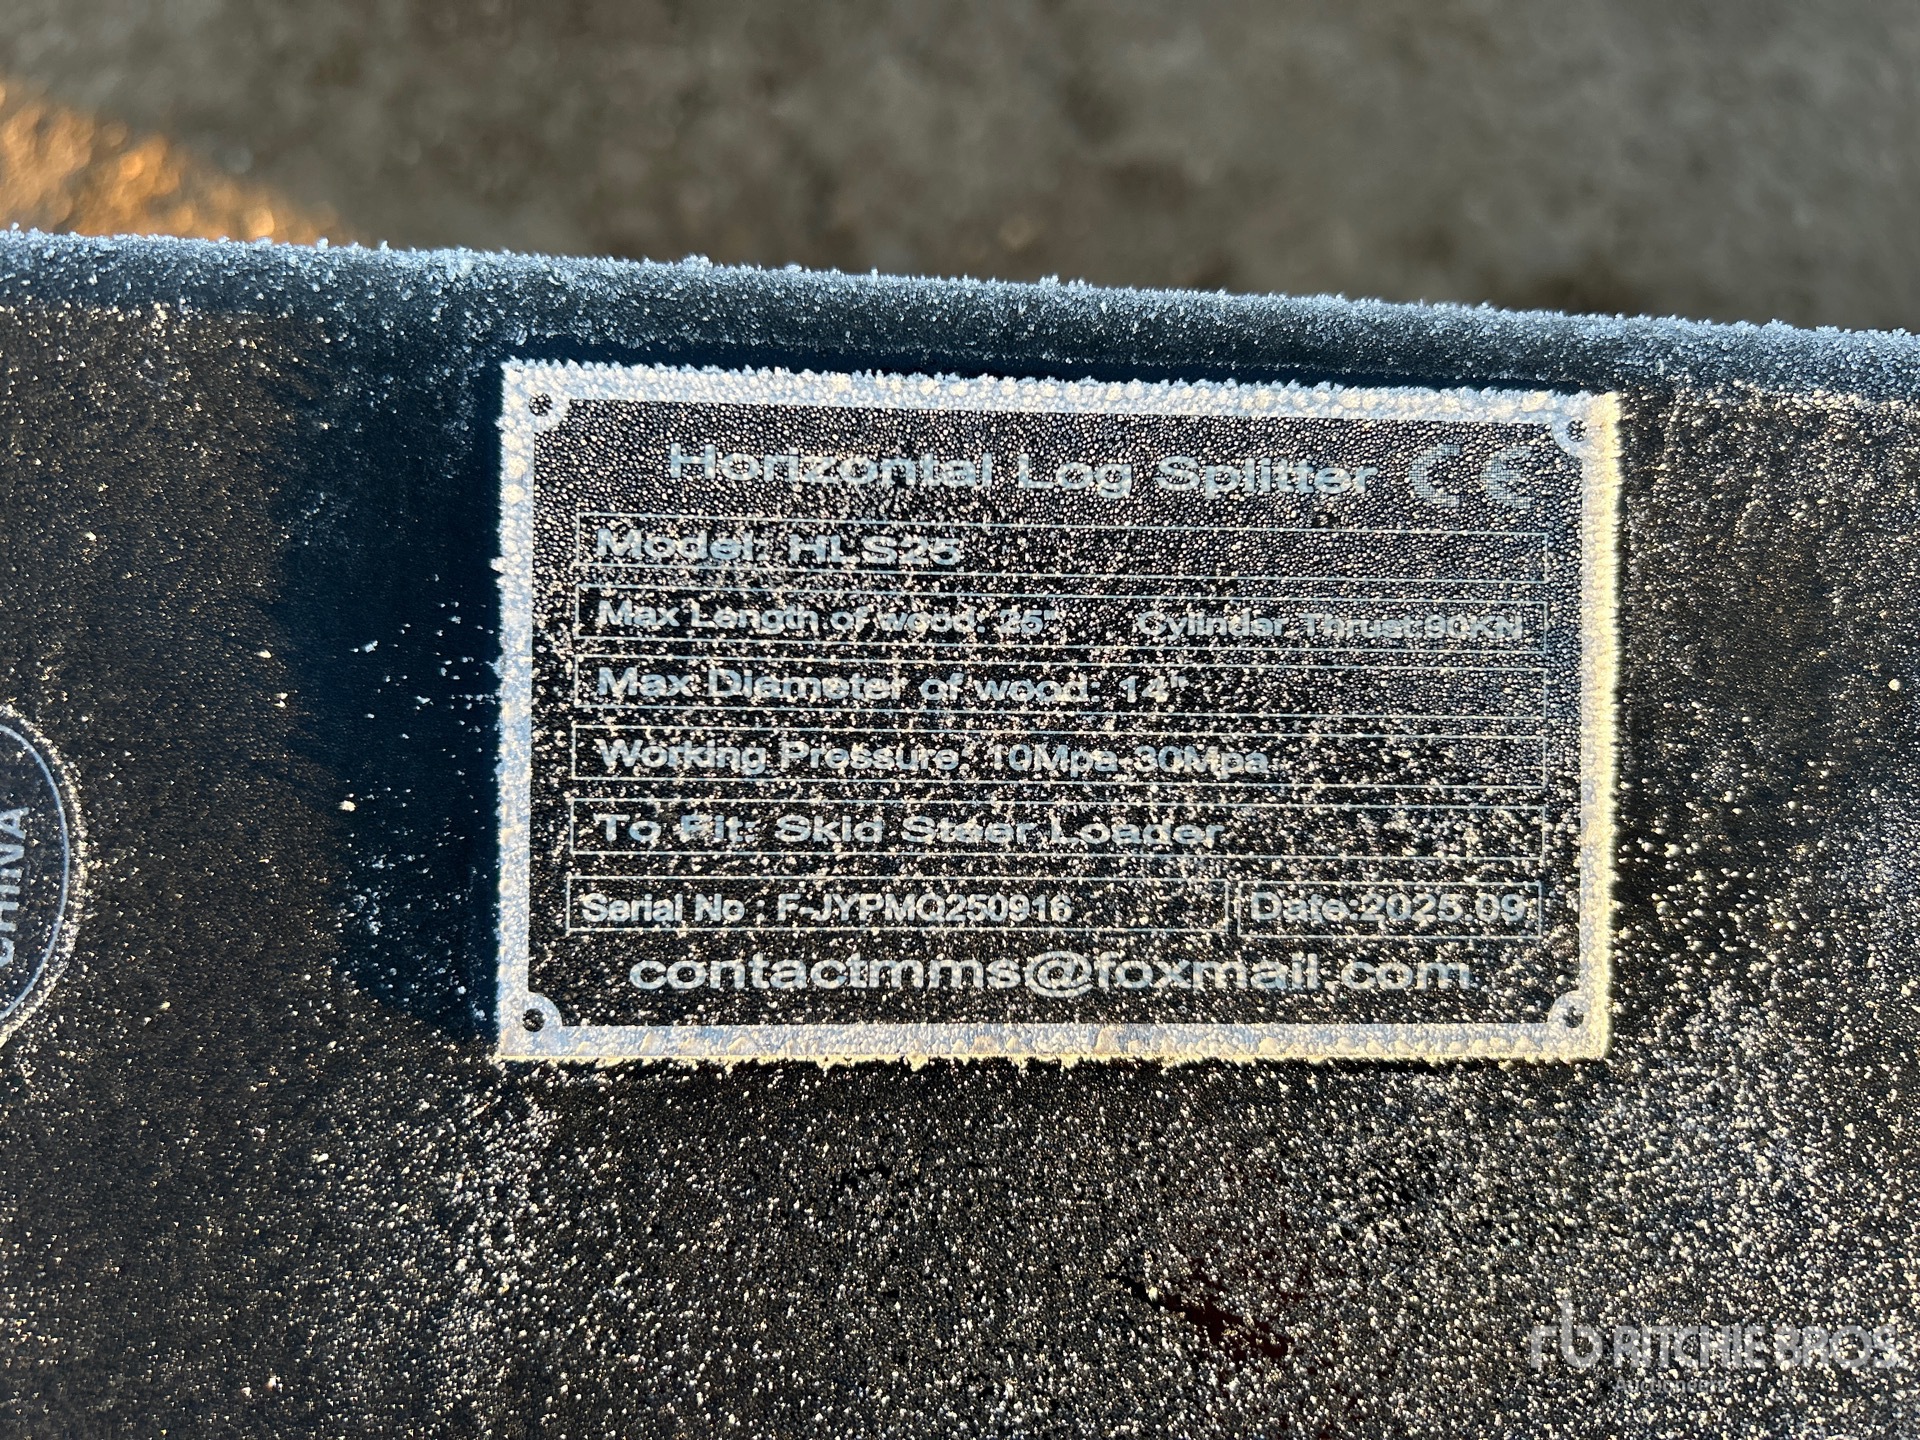 Horizontal Log Splitter CE
Model: HLS25
Max Length of wood: 25" Cylinder Thrust:90KN
Max Diameter of wood: 14"
Working Pressure: 10Mpa-30Mpa
To Fit: Skid Steer Loader
Serial No : F-JYPMQ250916
Date:2025.09
contactmms@foxmail.com
CHINA
rb RITCHIE BROS.
Auctioneers